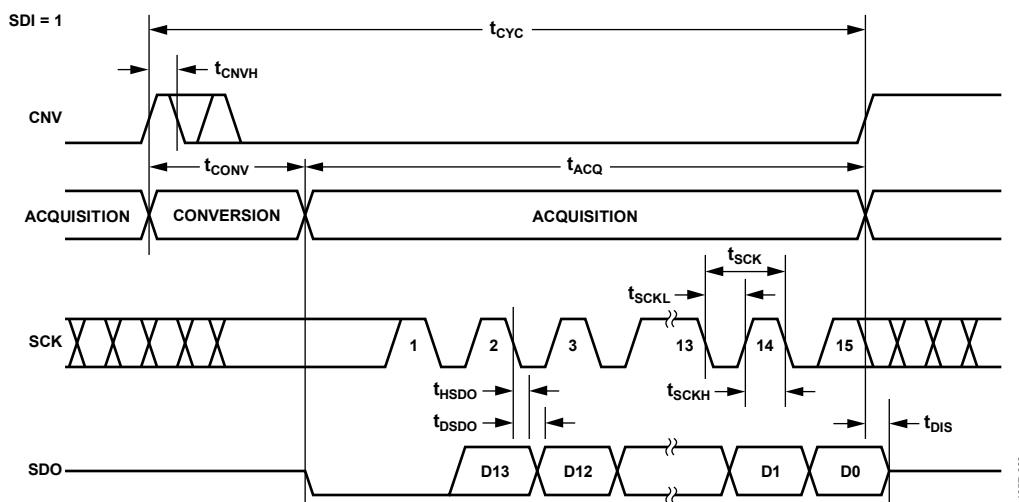 SDI = 1
tCYC
tCNVH
CNV
tCONV
tACQ
ACQUISITION
CONVERSION
ACQUISITION
tSCK
tSCKL
SCK
1
2
3
13
14
15
tHSDO
tSCKH
tDSDO
tDIS
SDO
D13
D12
D1
D0